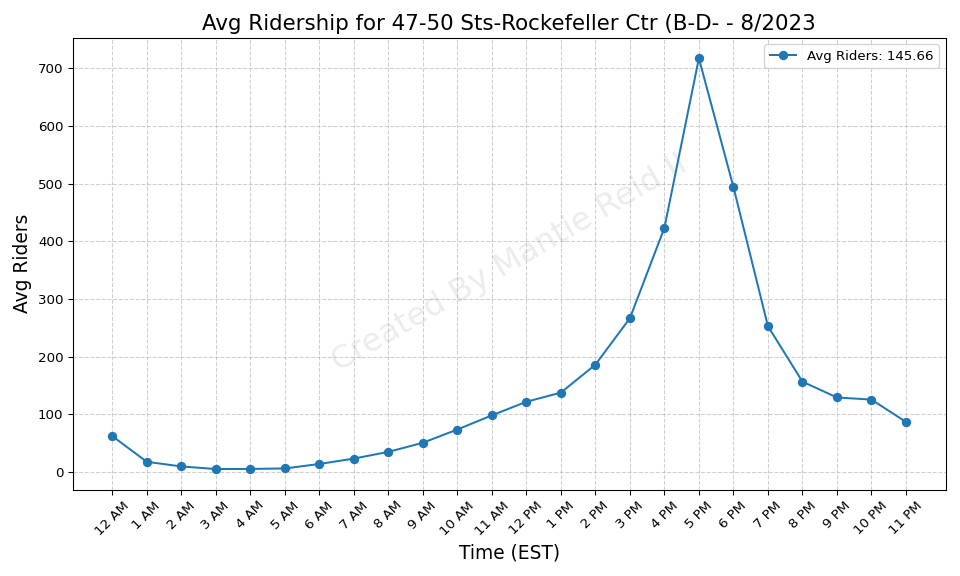 Avg Ridership for 47-50 Sts-Rockefeller Ctr (B-D- - 8/2023
Avg Riders: 145.66
700
600
500
400
300
200
100
0
Avg Riders
Created By Mantle Reid II
12 AM
1 AM
2 AM
3 AM
4 AM
5 AM
6 AM
7 AM
8 AM
9 AM
10 AM
11 AM
12 PM
1 PM
2 PM
3 PM
4 PM
5 PM
6 PM
7 PM
8 PM
9 PM
10 PM
11 PM
Time (EST)